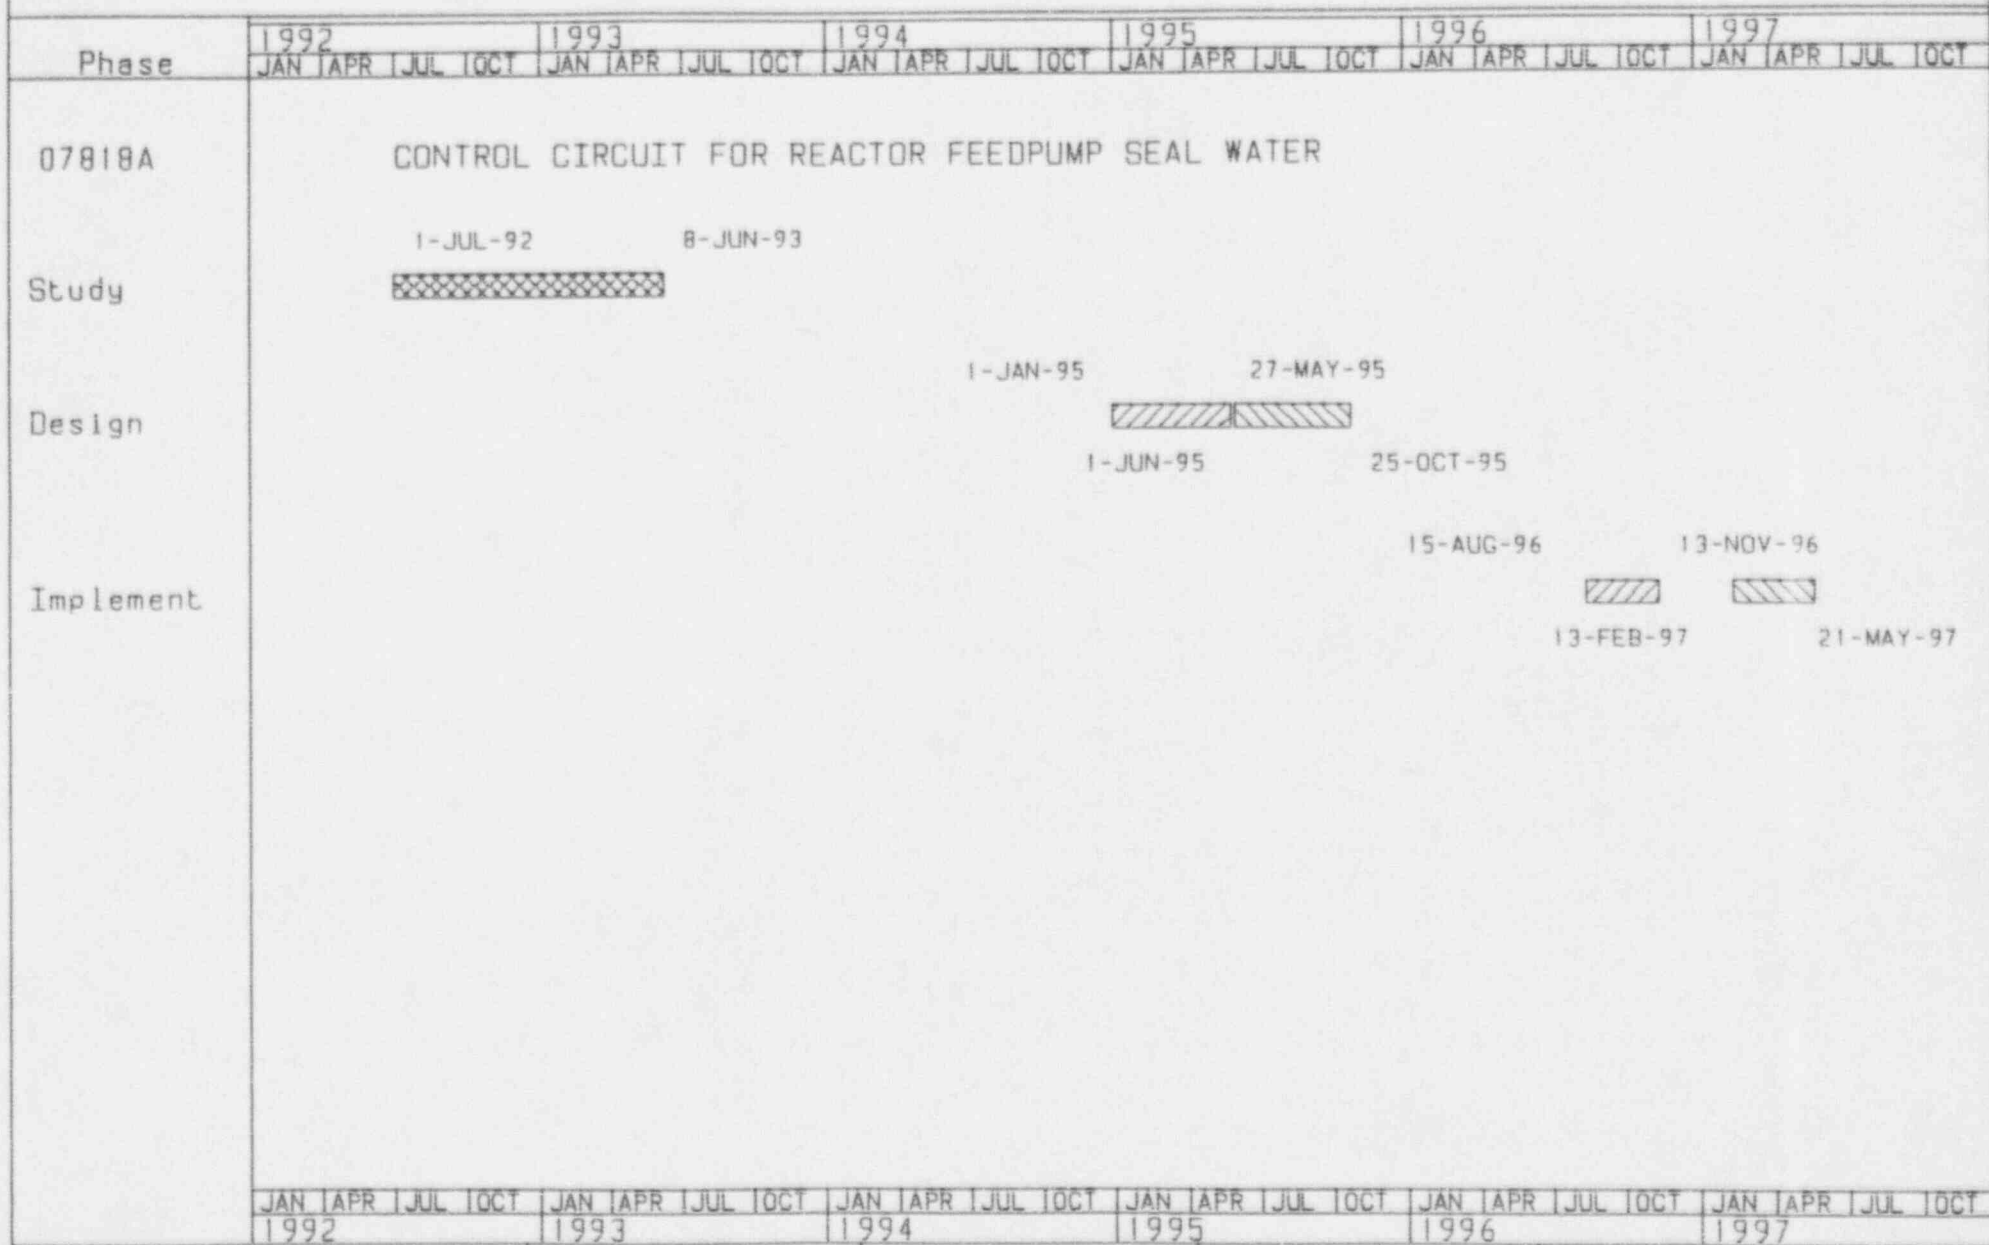 1992 1993 1994 1995 1996 1997
Phase JAN APR JUL OCT JAN APR JUL OCT JAN APR JUL OCT JAN APR JUL OCT JAN APR JUL OCT JAN APR JUL OCT
07818A CONTROL CIRCUIT FOR REACTOR FEEDPUMP SEAL WATER
1-JUL-92 8-JUN-93
Study
1-JAN-95 27-MAY-95
Design
1-JUN-95 25-OCT-95
15-AUG-96 13-NOV-96
Implement
13-FEB-97 21-MAY-97
JAN APR JUL OCT JAN APR JUL OCT JAN APR JUL OCT JAN APR JUL OCT JAN APR JUL OCT JAN APR JUL OCT
1992 1993 1994 1995 1996 1997